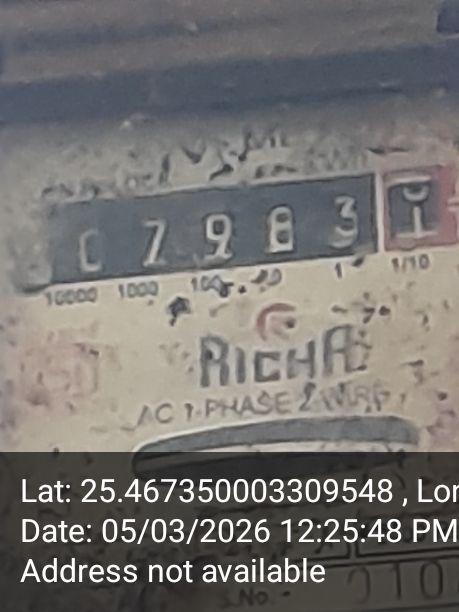 0 7 9 8 3
10000 1000 100 10 1 1/10
RICHA
AC 1-PHASE 2 WIRE
Lat: 25.467350003309548 , Lon
Date: 05/03/2026 12:25:48 PM
Address not available
S.No.